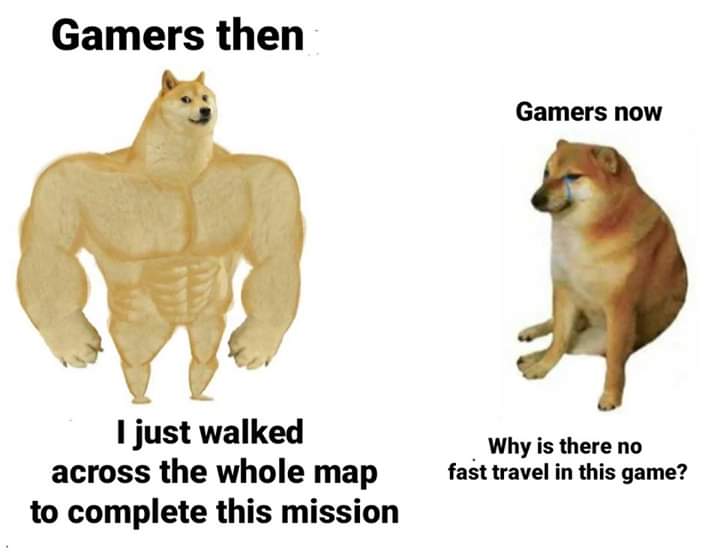 Gamers then
I just walked
across the whole map
to complete this mission
Gamers now
Why is there no
fast travel in this game?